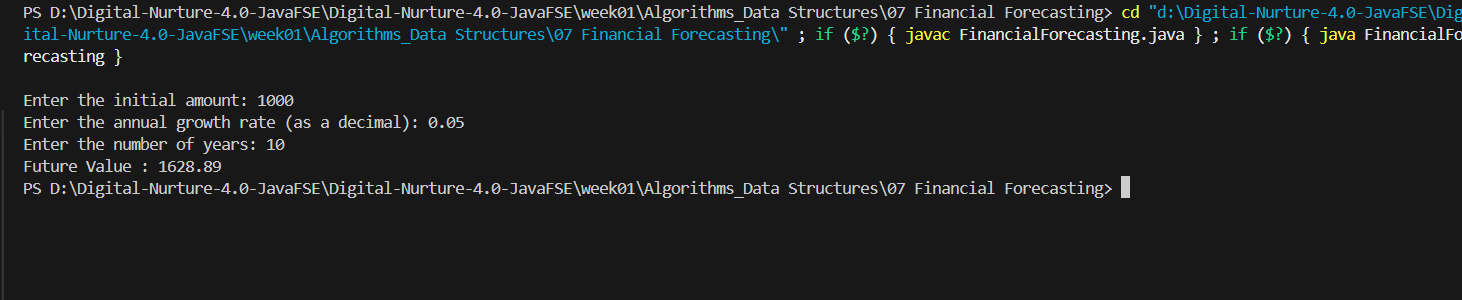 PS D:\Digital-Nurture-4.0-JavaFSE\Digital-Nurture-4.0-JavaFSE\week01\Algorithms_Data Structures\07 Financial Forecasting> cd "d:\Digital-Nurture-4.0-JavaFSE\Dig
ital-Nurture-4.0-JavaFSE\week01\Algorithms_Data Structures\07 Financial Forecasting\" ; if ($?) { javac FinancialForecasting.java } ; if ($?) { java FinancialFo
recasting }
Enter the initial amount: 1000
Enter the annual growth rate (as a decimal): 0.05
Enter the number of years: 10
Future Value : 1628.89
PS D:\Digital-Nurture-4.0-JavaFSE\Digital-Nurture-4.0-JavaFSE\week01\Algorithms_Data Structures\07 Financial Forecasting>